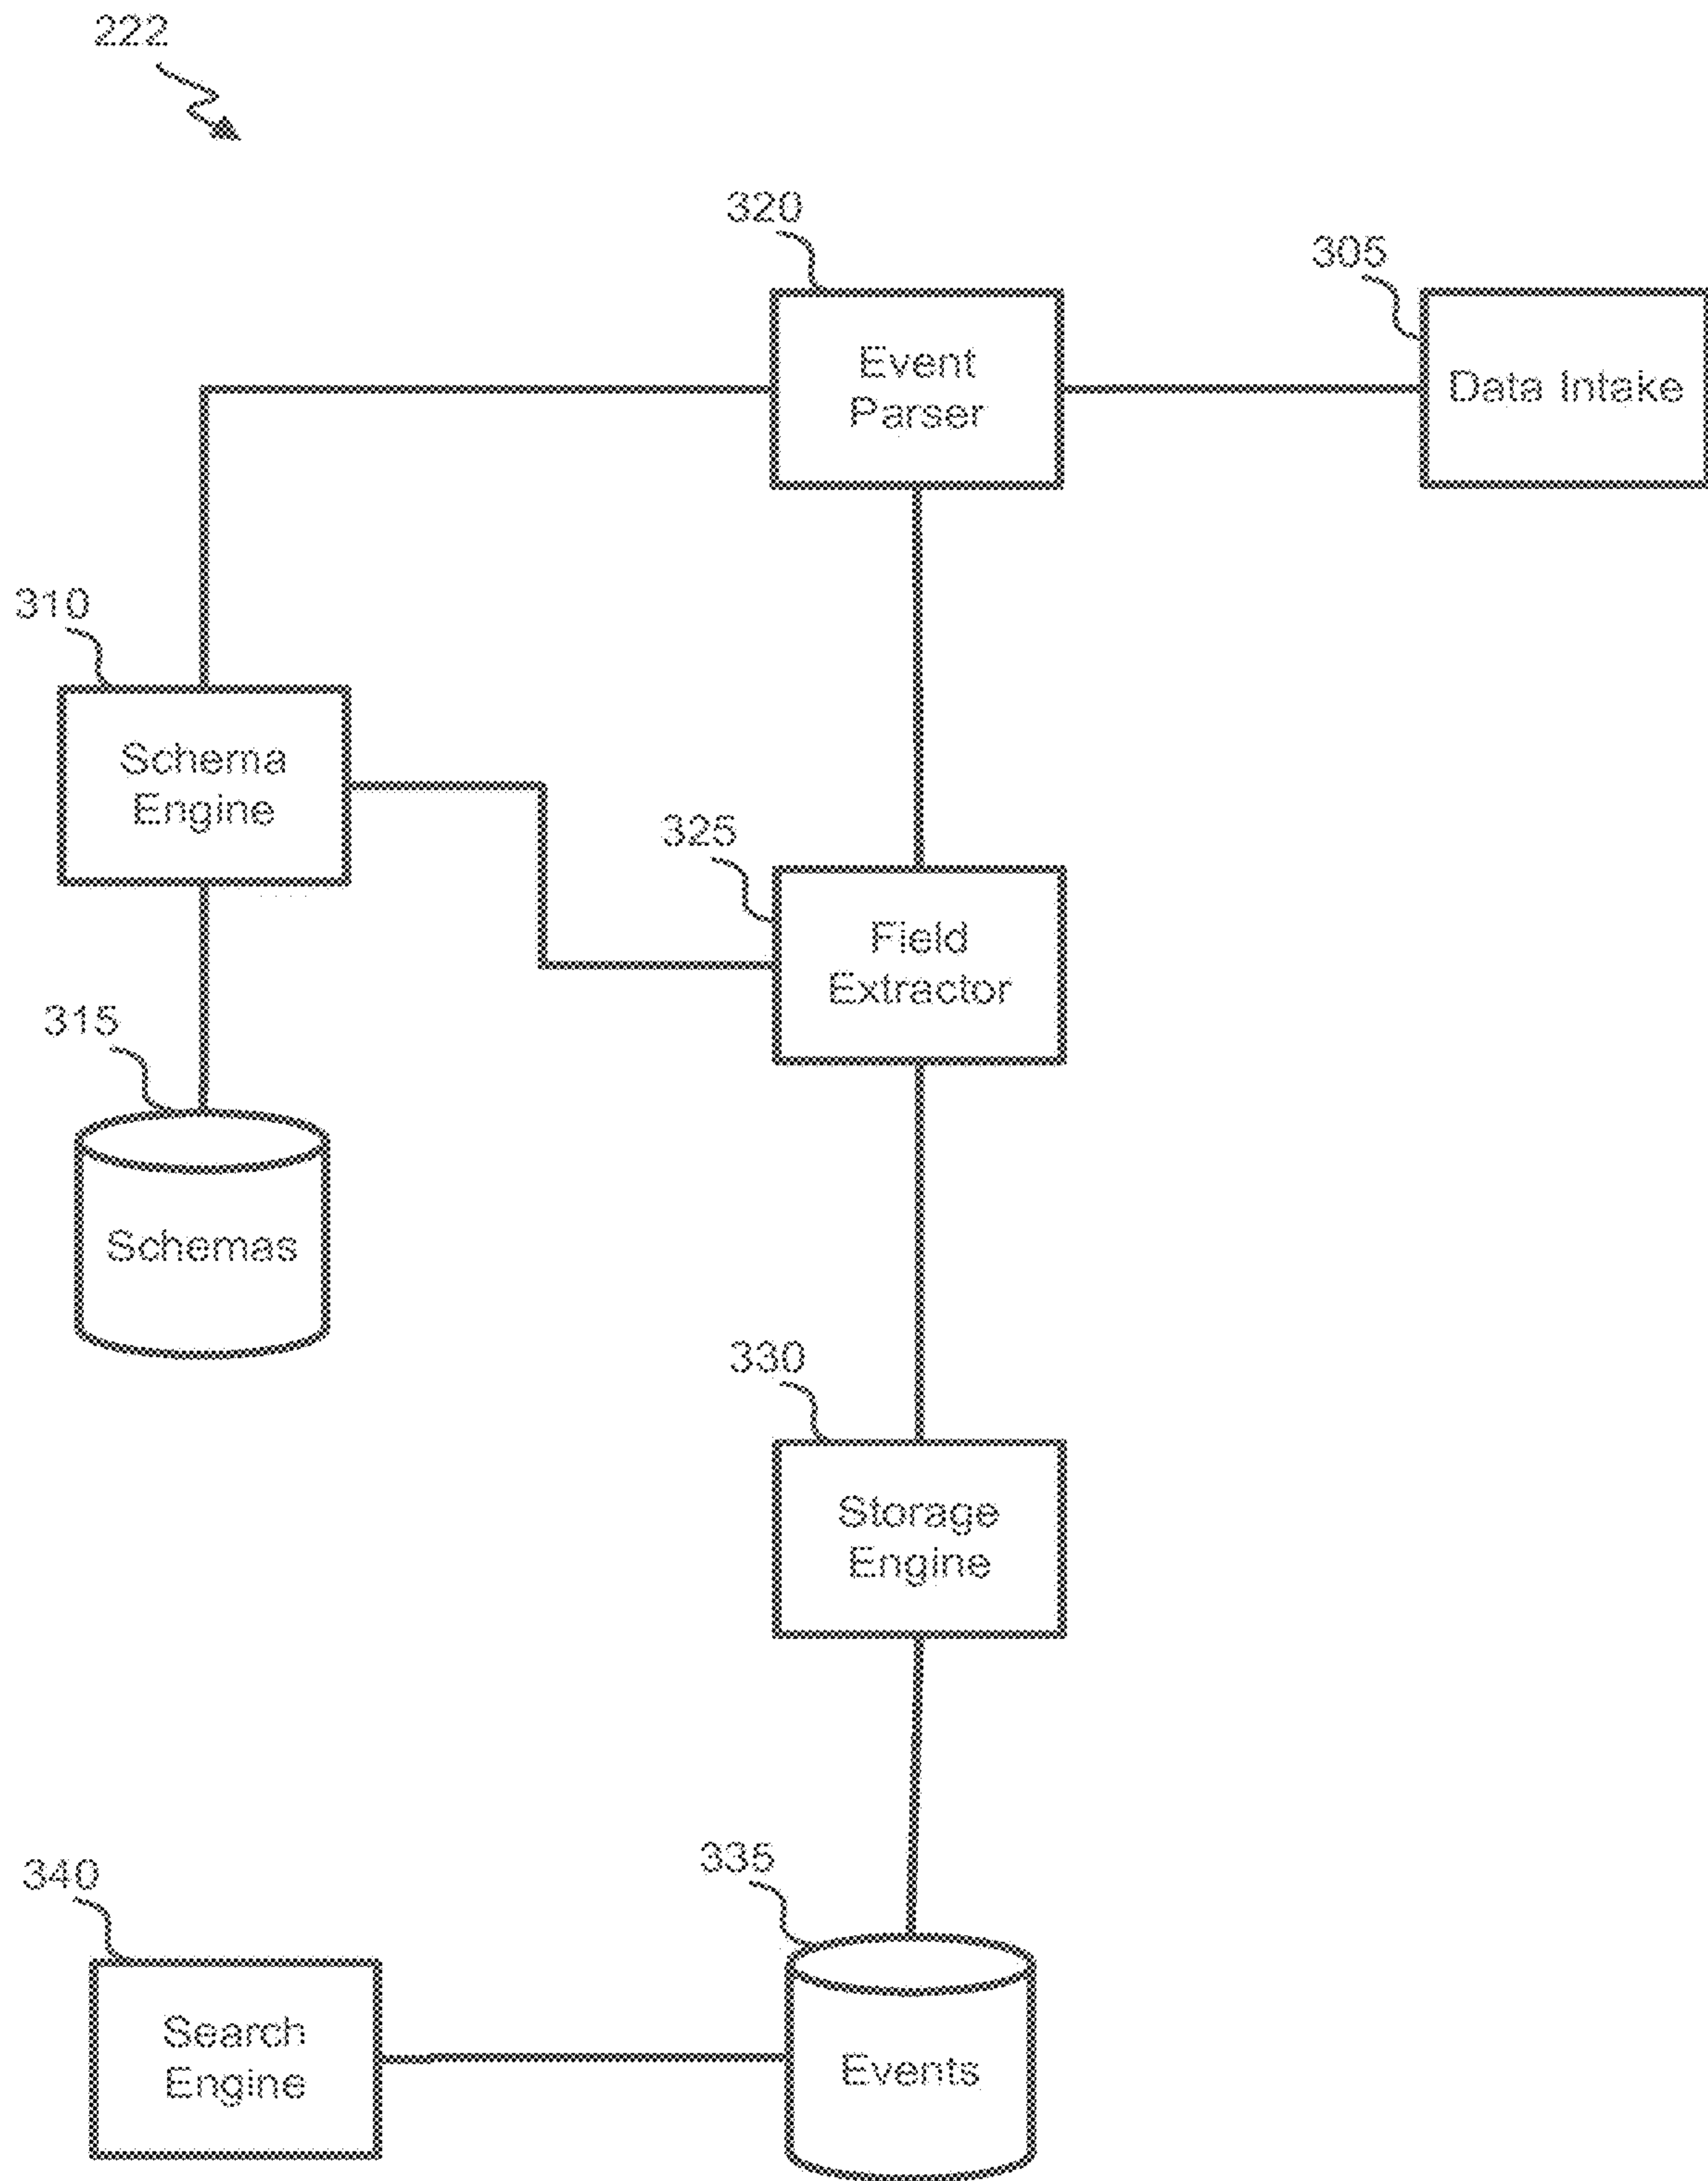 222
320
305
Event
Parser
Data Intake
310
Schema
Engine
325
Field
Extractor
315
Schemas
330
Storage
Engine
340
335
Search
Engine
Events